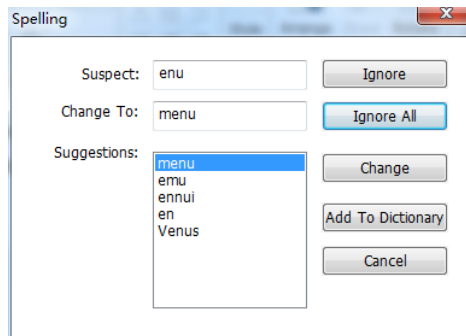 Spelling
Suspect: enu Ignore
Change To: menu Ignore All
Suggestions: menu Change
emu
ennui
en Add To Dictionary
Venus
Cancel